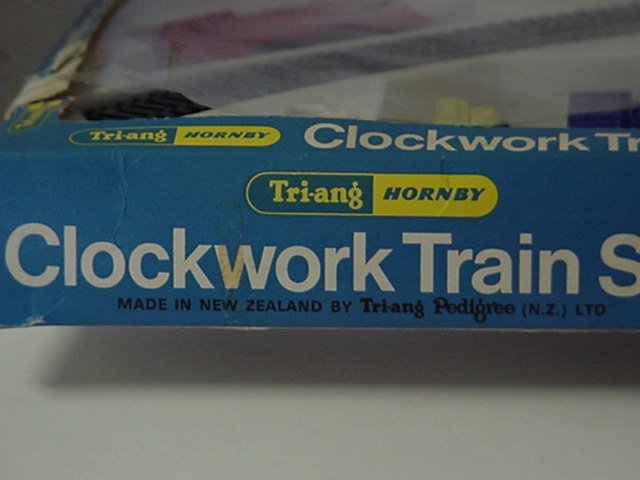 Tri-ang HORNBY Clockwork Tr
Tri-ang HORNBY
Clockwork Train S
MADE IN NEW ZEALAND BY Tri-ang Pedigree (N.Z.) LTD